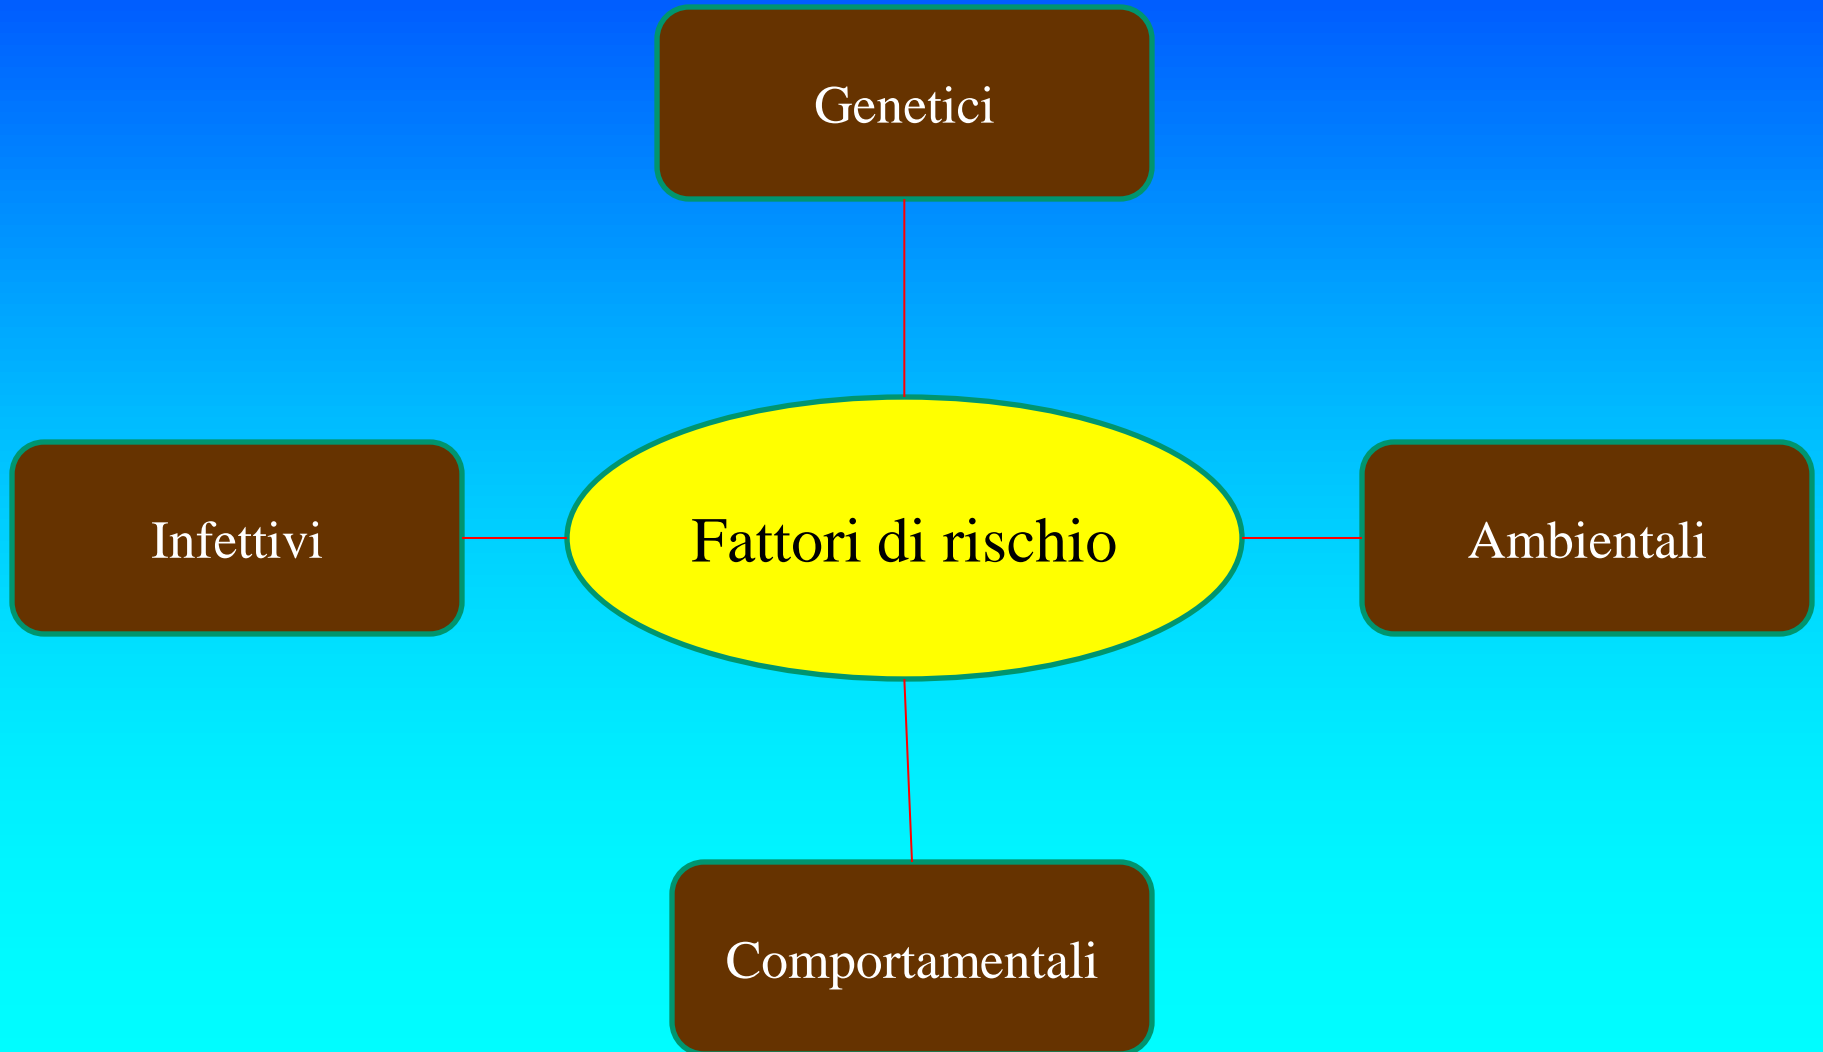 Genetici
Infettivi
Fattori di rischio
Ambientali
Comportamentali